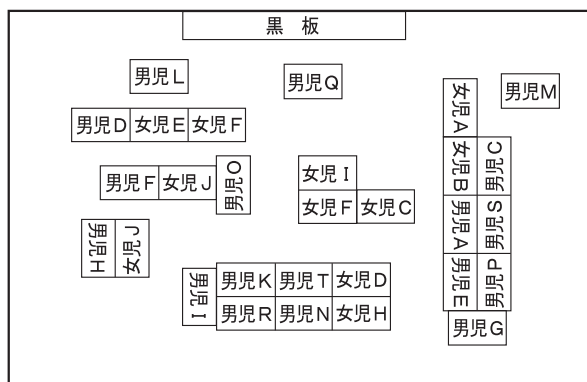 黒 板
男児L
男児Q
男児M
男児D 女児E 女児F
女児A
女児B 男児C
男児F 女児J 男児O
女児I
女児F 女児C
男児A 男児S
男児H 女児J
男児E 男児P
男児I 男児K 男児T 女児D
男児R 男児N 女児H
男児G